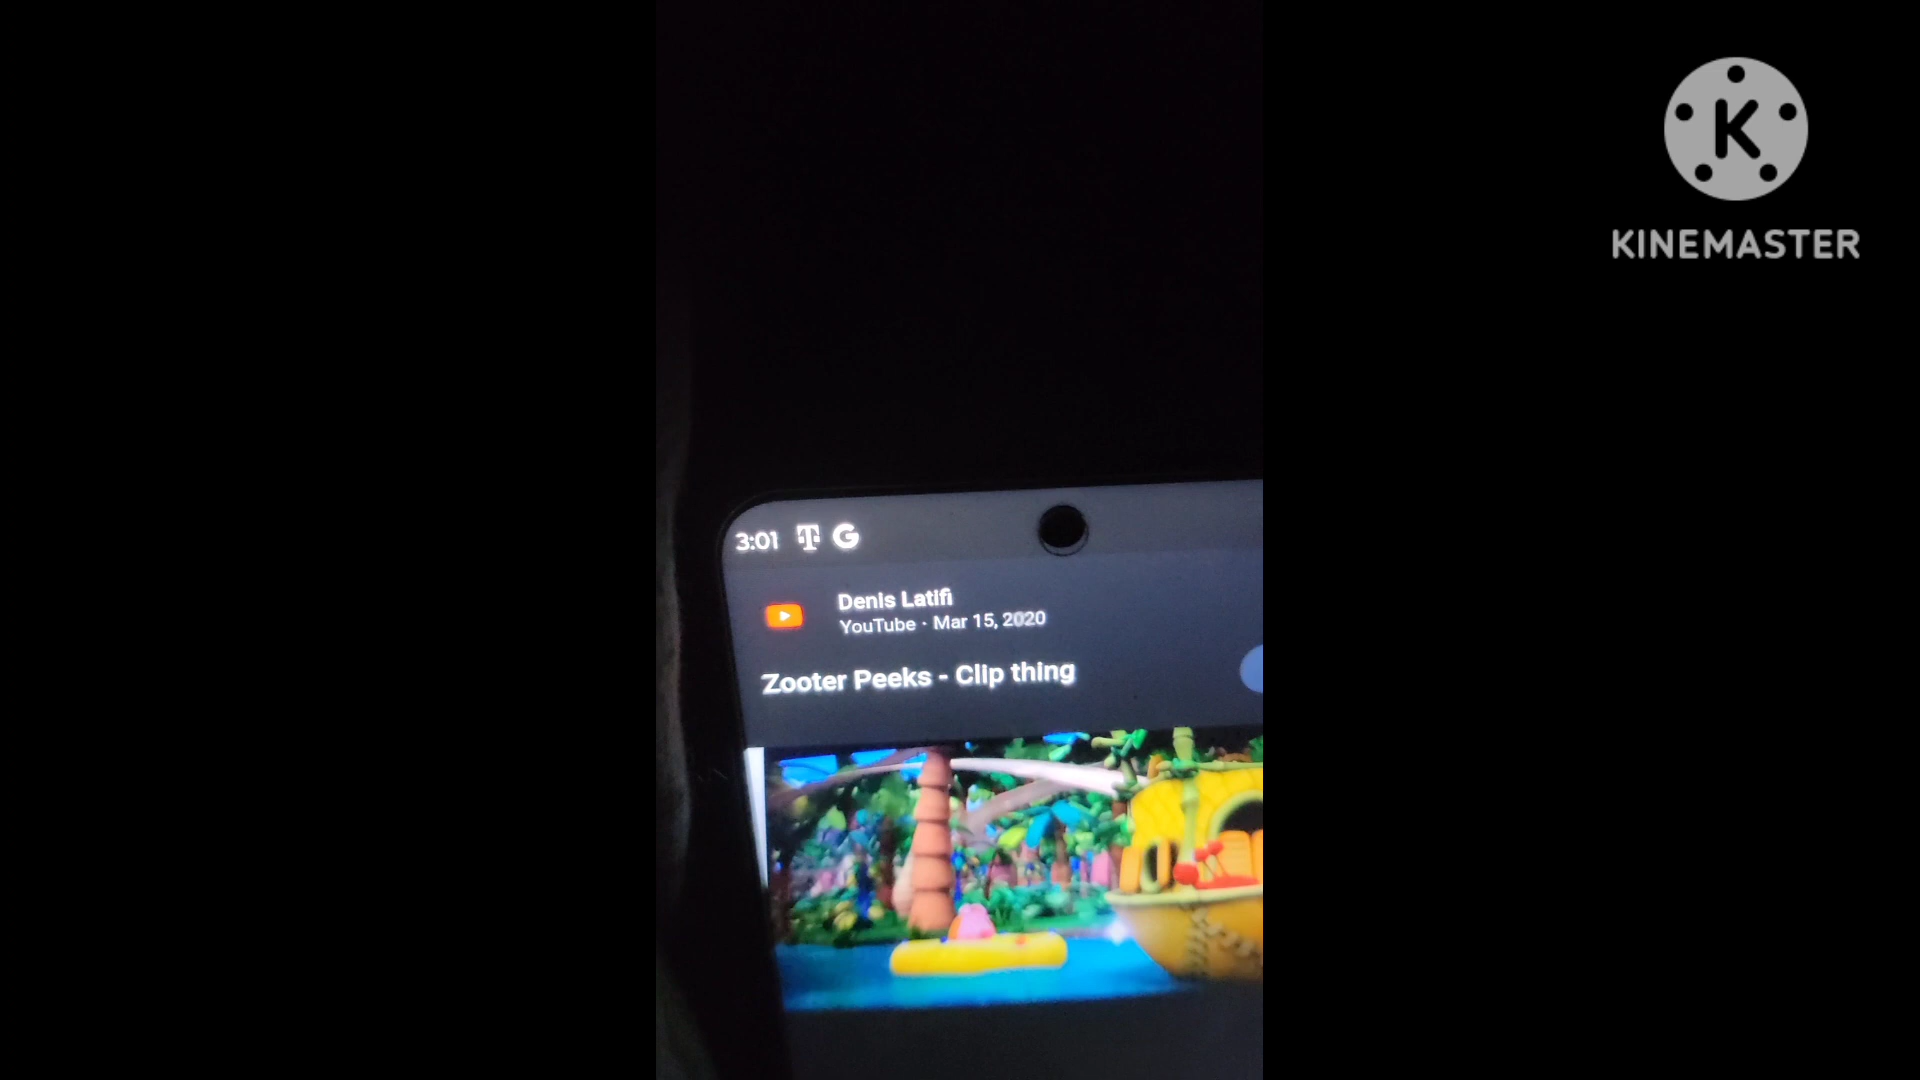 KINEMASTER
3:01
Denis Latifi
YouTube · Mar 15, 2020
Zooter Peeks - Clip thing